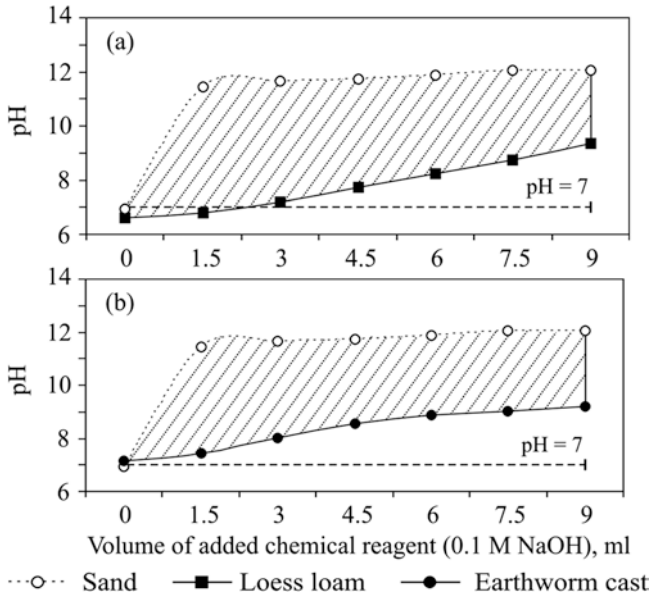 14
(a)
12
10
8
pH = 7
6
pH
0 1.5 3 4.5 6 7.5 9
14
(b)
12
10
8
pH = 7
6
pH
0 1.5 3 4.5 6 7.5 9
Volume of added chemical reagent (0.1 M NaOH), ml
Sand Loess loam Earthworm cast